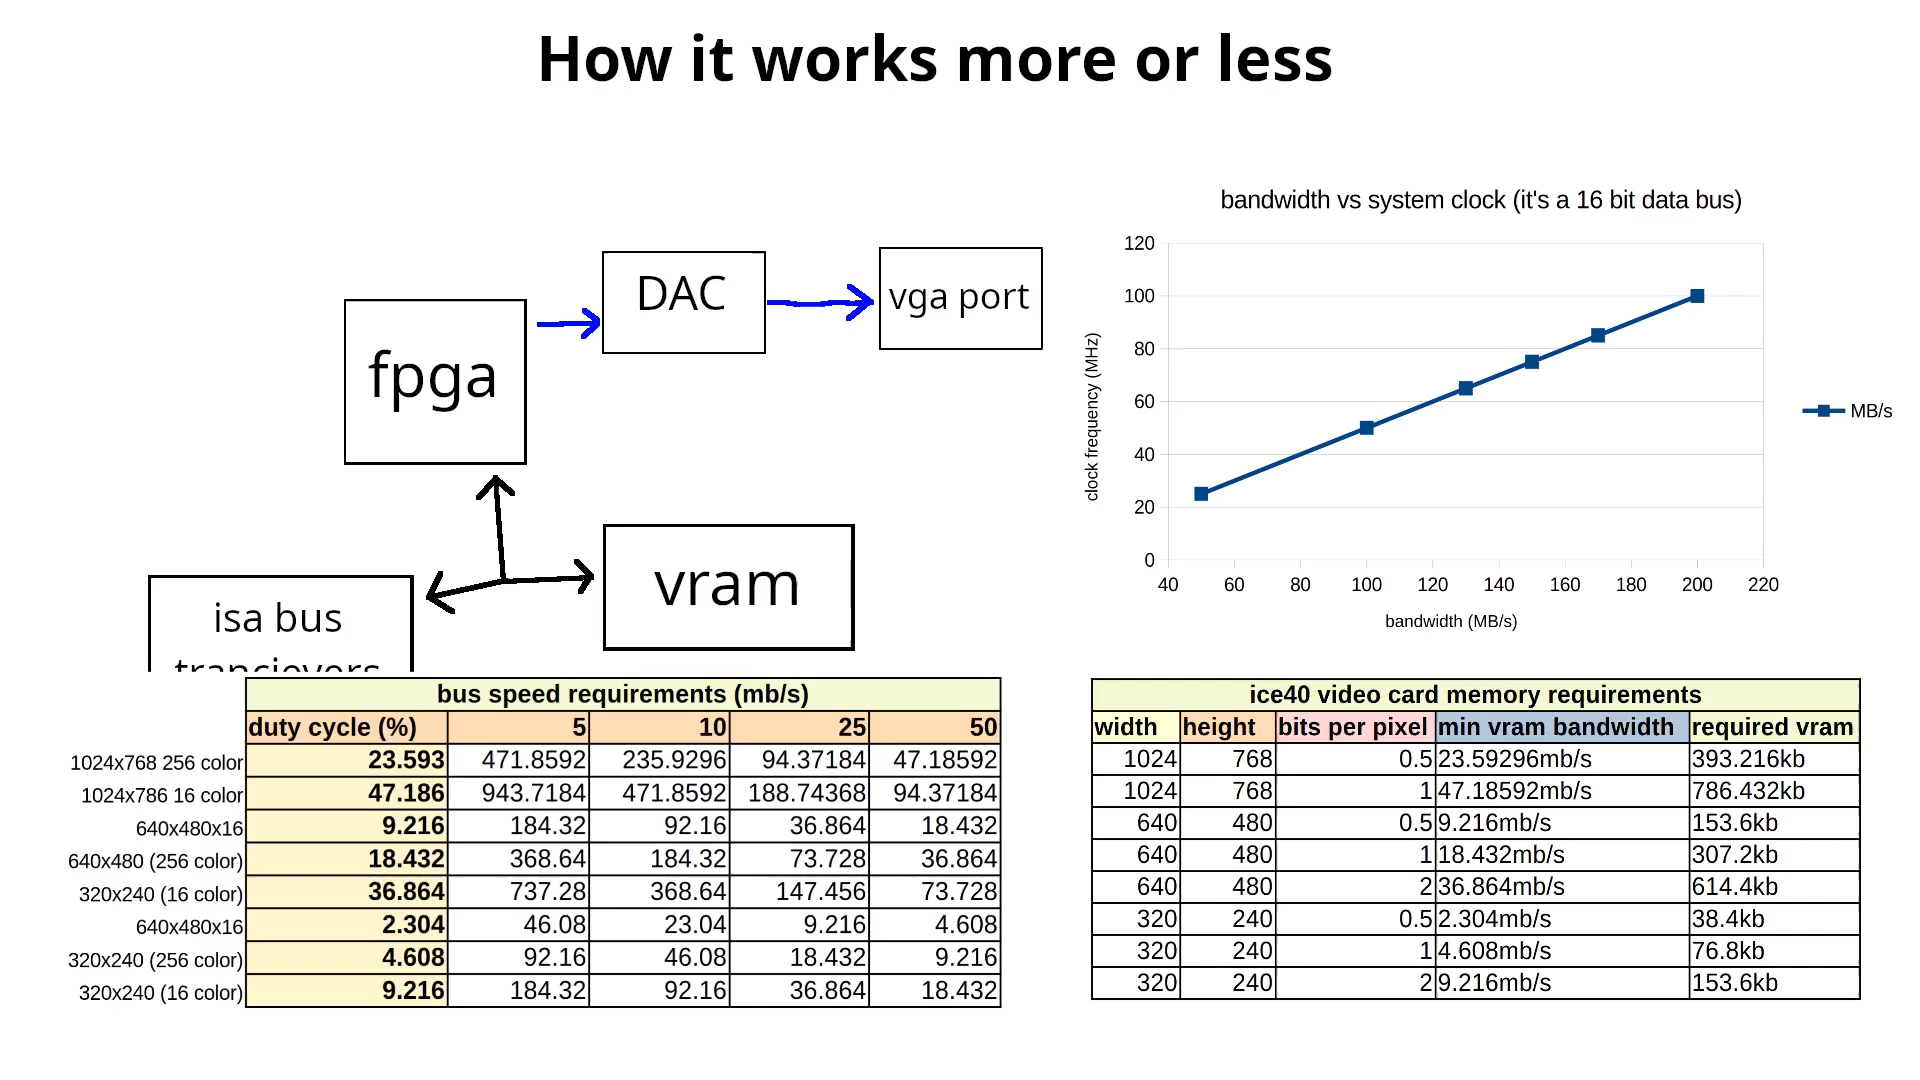 How it works more or less
fpga
DAC
vga port
vram
isa bus
trancievers
bandwidth vs system clock (it's a 16 bit data bus)
clock frequency (MHz)
120
100
80
60
40
20
0
40 60 80 100 120 140 160 180 200 220
bandwidth (MB/s)
MB/s
bus speed requirements (mb/s)
duty cycle (%) 5 10 25 50
1024x768 256 color 23.593 471.8592 235.9296 94.37184 47.18592
1024x786 16 color 47.186 943.7184 471.8592 188.74368 94.37184
640x480x16 9.216 184.32 92.16 36.864 18.432
640x480 (256 color) 18.432 368.64 184.32 73.728 36.864
320x240 (16 color) 36.864 737.28 368.64 147.456 73.728
640x480x16 2.304 46.08 23.04 9.216 4.608
320x240 (256 color) 4.608 92.16 46.08 18.432 9.216
320x240 (16 color) 9.216 184.32 92.16 36.864 18.432
ice40 video card memory requirements
width height bits per pixel min vram bandwidth required vram
1024 768 0.5 23.59296mb/s 393.216kb
1024 768 1 47.18592mb/s 786.432kb
640 480 0.5 9.216mb/s 153.6kb
640 480 1 18.432mb/s 307.2kb
640 480 2 36.864mb/s 614.4kb
320 240 0.5 2.304mb/s 38.4kb
320 240 1 4.608mb/s 76.8kb
320 240 2 9.216mb/s 153.6kb